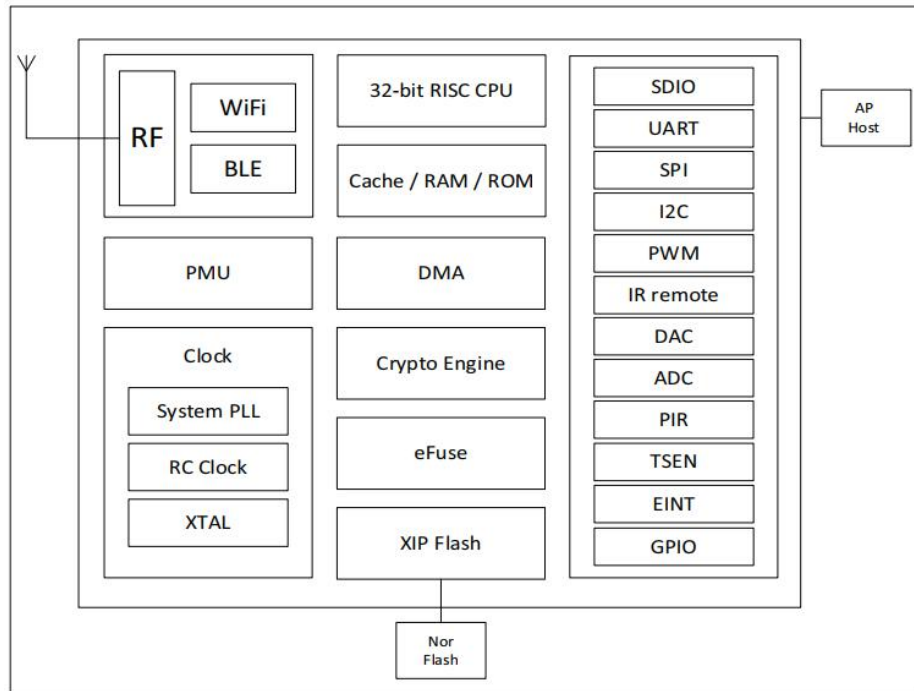 RF
WiFi
BLE
PMU
Clock
System PLL
RC Clock
XTAL
32-bit RISC CPU
Cache / RAM / ROM
DMA
Crypto Engine
eFuse
XIP Flash
SDIO
UART
SPI
I2C
PWM
IR remote
DAC
ADC
PIR
TSEN
EINT
GPIO
AP
Host
Nor
Flash